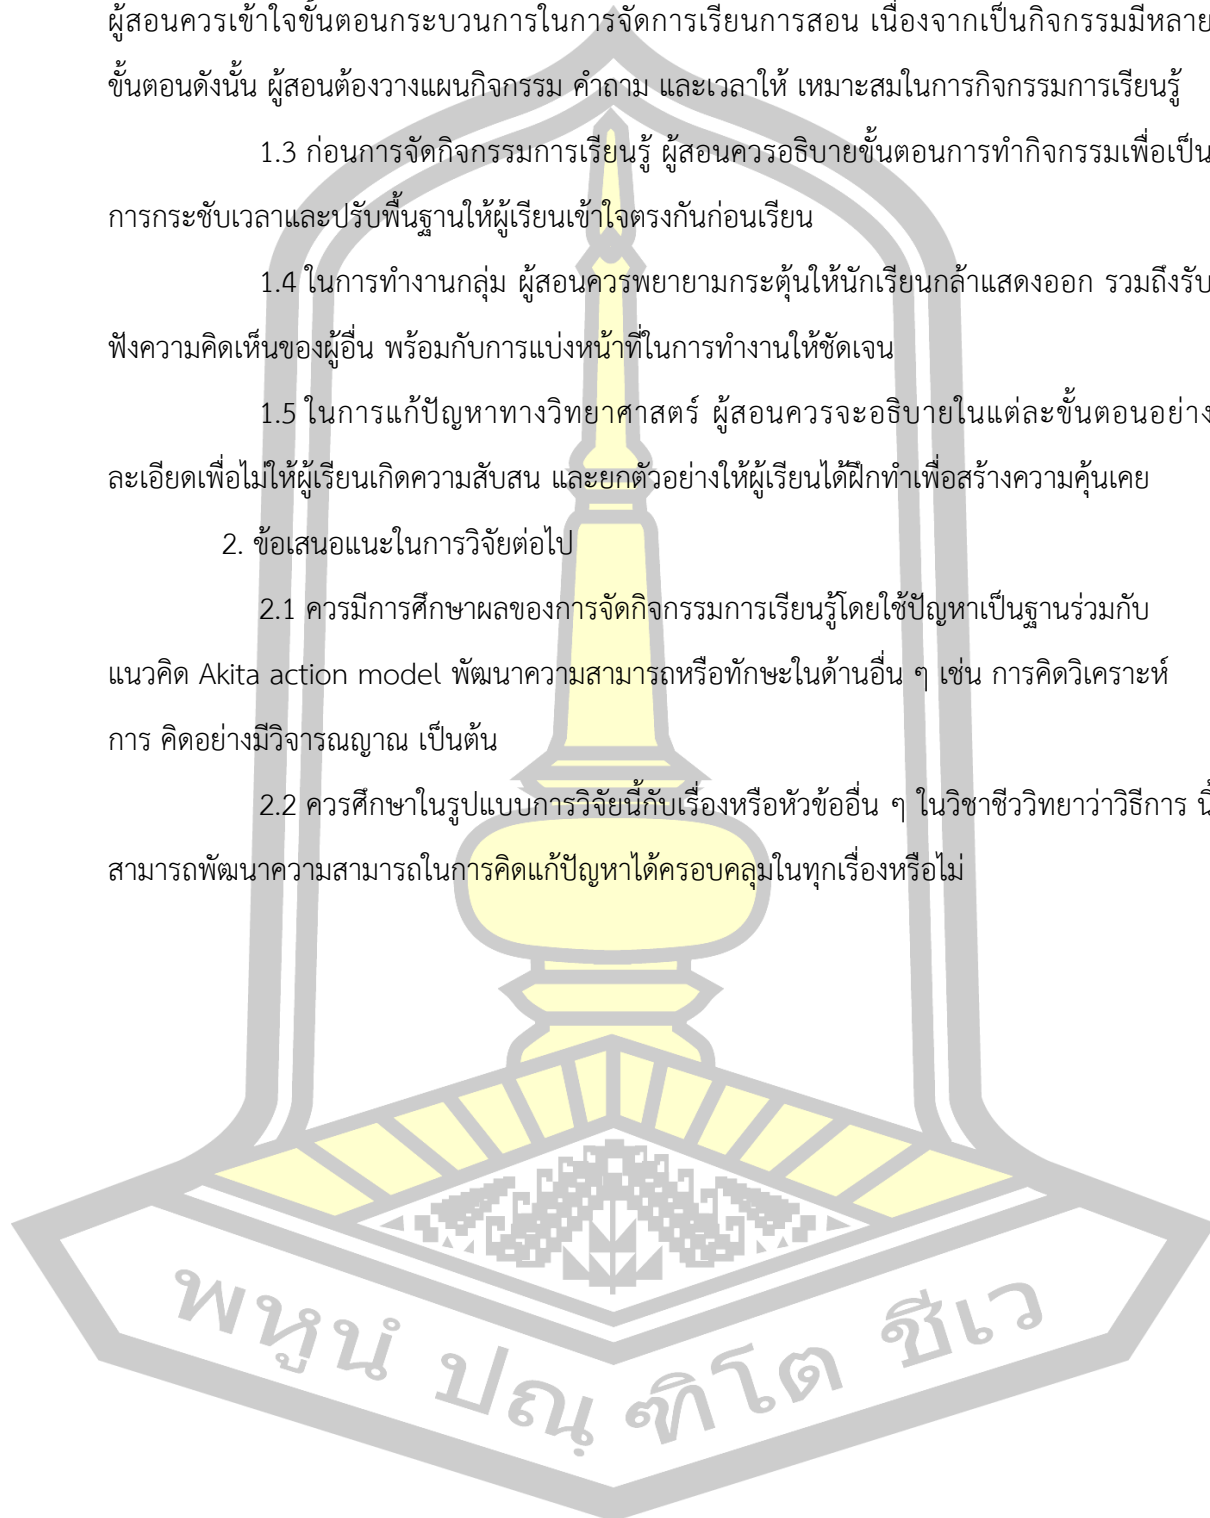 ผู้สอนควรเข้าใจขั้นตอนกระบวนการในการจัดการเรียนการสอน เนื่องจากเป็นกิจกรรมมีหลาย
ขั้นตอนดังนั้น ผู้สอนต้องวางแผนกิจกรรม คำถาม และเวลาให้ เหมาะสมในการกิจกรรมการเรียนรู้
1.3 ก่อนการจัดกิจกรรมการเรียนรู้ ผู้สอนควรอธิบายขั้นตอนการทำกิจกรรมเพื่อเป็น
การกระชับเวลาและปรับพื้นฐานให้ผู้เรียนเข้าใจตรงกันก่อนเรียน
1.4 ในการทำงานกลุ่ม ผู้สอนควรพยายามกระตุ้นให้นักเรียนกล้าแสดงออก รวมถึงรับ
ฟังความคิดเห็นของผู้อื่น พร้อมกับการแบ่งหน้าที่ในการทำงานให้ชัดเจน
1.5 ในการแก้ปัญหาทางวิทยาศาสตร์ ผู้สอนควรจะอธิบายในแต่ละขั้นตอนอย่าง
ละเอียดเพื่อไม่ให้ผู้เรียนเกิดความสับสน และยกตัวอย่างให้ผู้เรียนได้ฝึกทำเพื่อสร้างความคุ้นเคย
2. ข้อเสนอแนะในการวิจัยต่อไป
2.1 ควรมีการศึกษาผลของการจัดกิจกรรมการเรียนรู้โดยใช้ปัญหาเป็นฐานร่วมกับ
แนวคิด Akita action model พัฒนาความสามารถหรือทักษะในด้านอื่น ๆ เช่น การคิดวิเคราะห์
การ คิดอย่างมีวิจารณญาณ เป็นต้น
2.2 ควรศึกษาในรูปแบบการวิจัยนี้กับเรื่องหรือหัวข้ออื่น ๆ ในวิชาชีววิทยาว่าวิธีการ นี้
สามารถพัฒนาความสามารถในการคิดแก้ปัญหาได้ครอบคลุมในทุกเรื่องหรือไม่
พหูนํ ปณฺ ฑิโต ชีเว